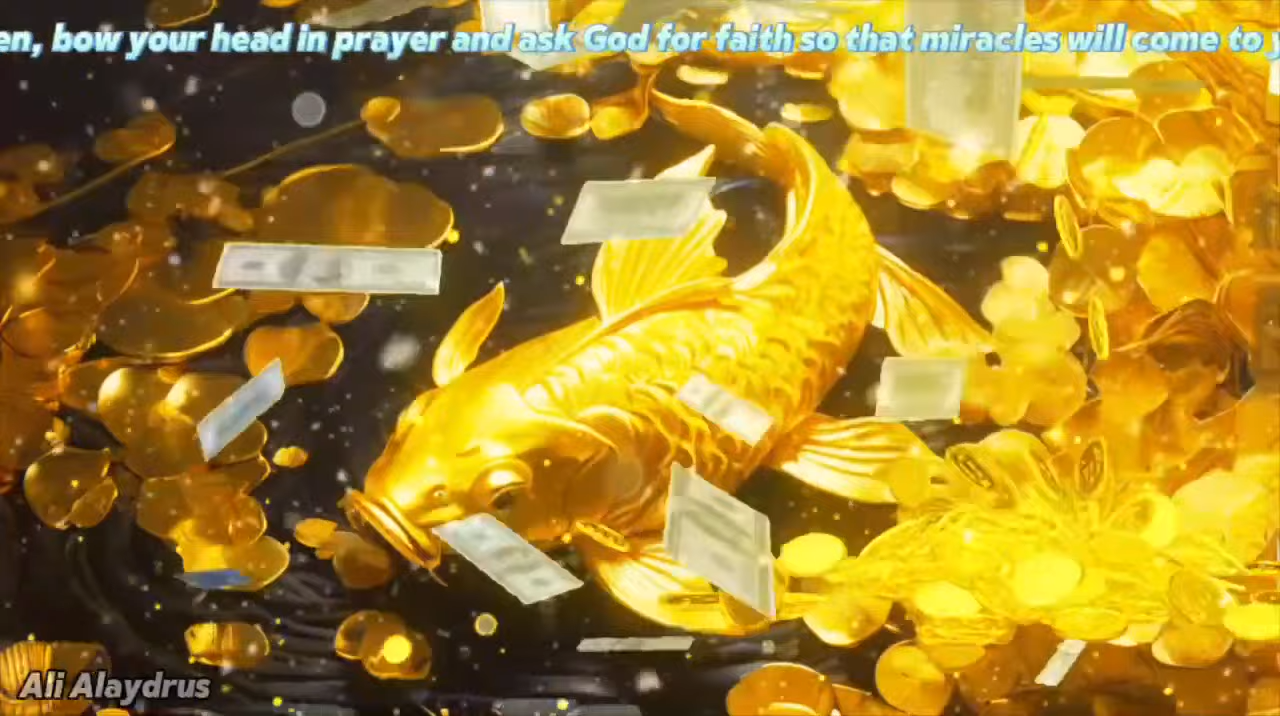 en, bow your head in prayer and ask God for faith so that miracles will come to
Ali Alaydrus